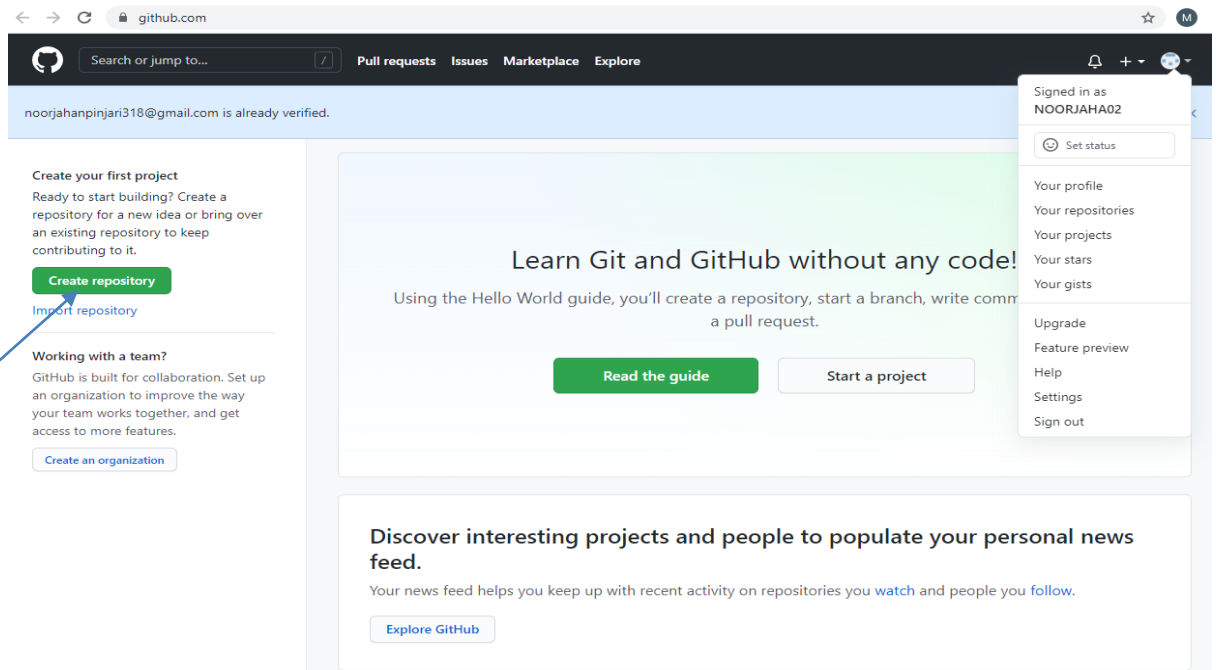 github.com
M
Search or jump to...
/
Pull requests
Issues
Marketplace
Explore
noorjahanpinjari318@gmail.com is already verified.
Signed in as
NOORJAHA02
Set status
Your profile
Your repositories
Your projects
Your stars
Your gists
Upgrade
Feature preview
Help
Settings
Sign out
Create your first project
Ready to start building? Create a
repository for a new idea or bring over
an existing repository to keep
contributing to it.
Create repository
Import repository
Working with a team?
GitHub is built for collaboration. Set up
an organization to improve the way
your team works together, and get
access to more features.
Create an organization
Learn Git and GitHub without any code!
Using the Hello World guide, you’ll create a repository, start a branch, write comm
a pull request.
Read the guide
Start a project
Discover interesting projects and people to populate your personal news
feed.
Your news feed helps you keep up with recent activity on repositories you watch and people you follow.
Explore GitHub